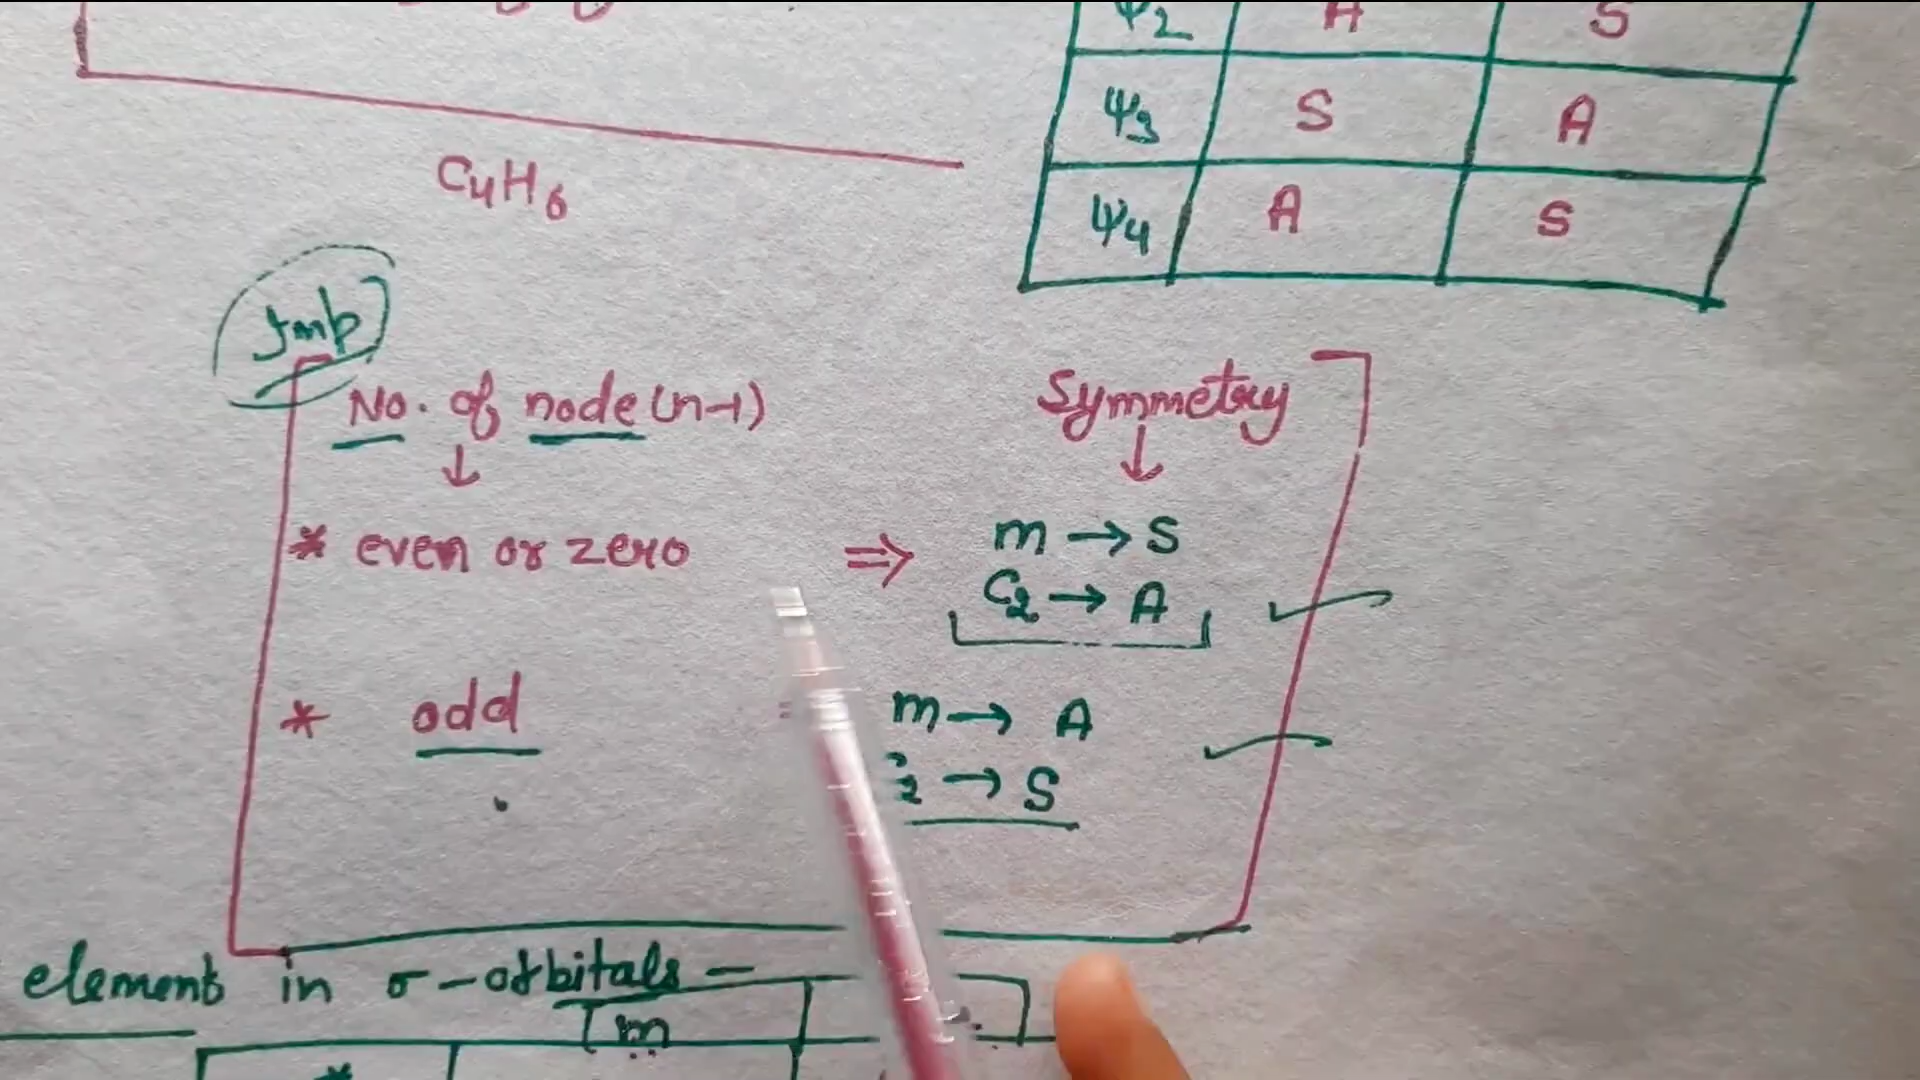 Ψ2 A S
Ψ3 S A
Ψ4 A S
C4H6
Imp
No. of node (n-1) Symmetry
↓ ↓
* even or zero ⇒ m → S
C2 → A
* odd m → A
2 → S
element in σ-orbitals —
m
*